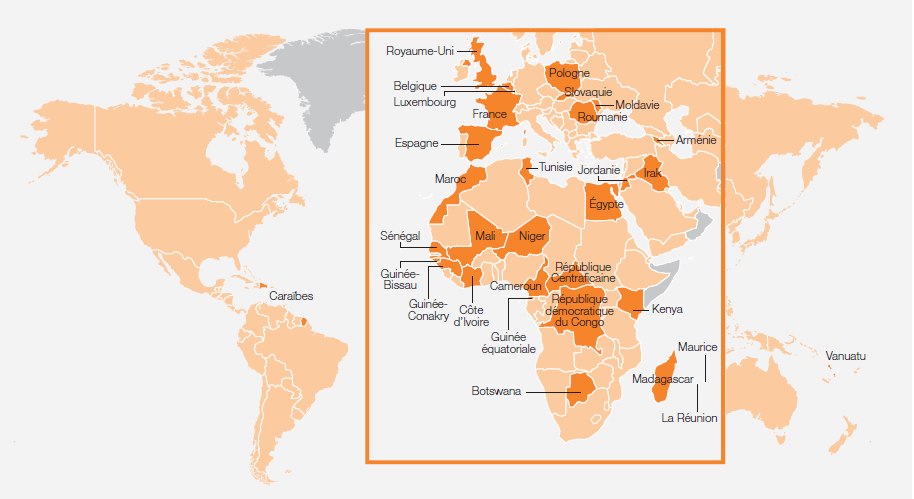 Royaume-Uni
Pologne
Belgique
Slovaquie
Luxembourg
Moldavie
France
Roumanie
Espagne
Arménie
Tunisie
Jordanie
Irak
Maroc
Égypte
Sénégal
Mali
Niger
Guinée-
Bissau
République
Centraficaine
Cameroun
Caraïbes
Guinée-
Conakry
Côte
d'Ivoire
République
démocratique
du Congo
Kenya
Guinée
équatoriale
Maurice
Vanuatu
Madagascar
Botswana
La Réunion